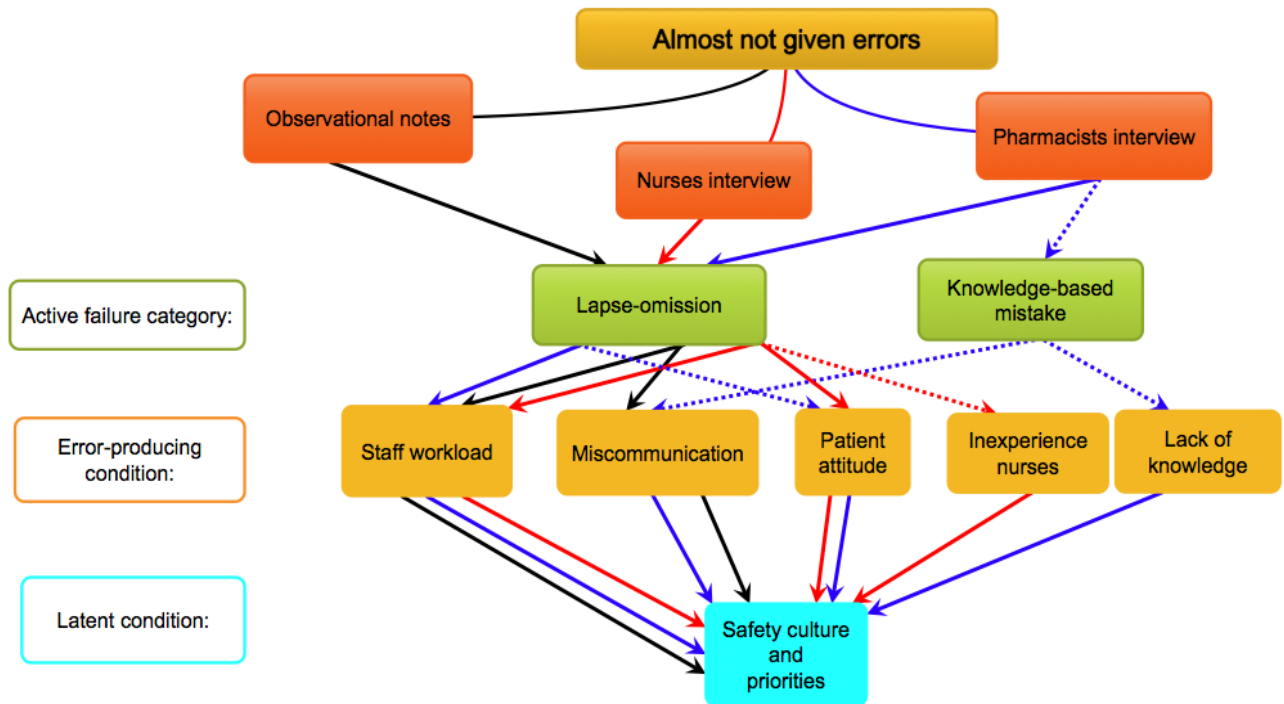 Almost not given errors
Observational notes
Pharmacists interview
Nurses interview
Active failure category:
Lapse-omission
Knowledge-based
mistake
Error-producing
condition:
Staff workload
Miscommunication
Patient
attitude
Inexperience
nurses
Lack of
knowledge
Latent condition:
Safety culture
and
priorities